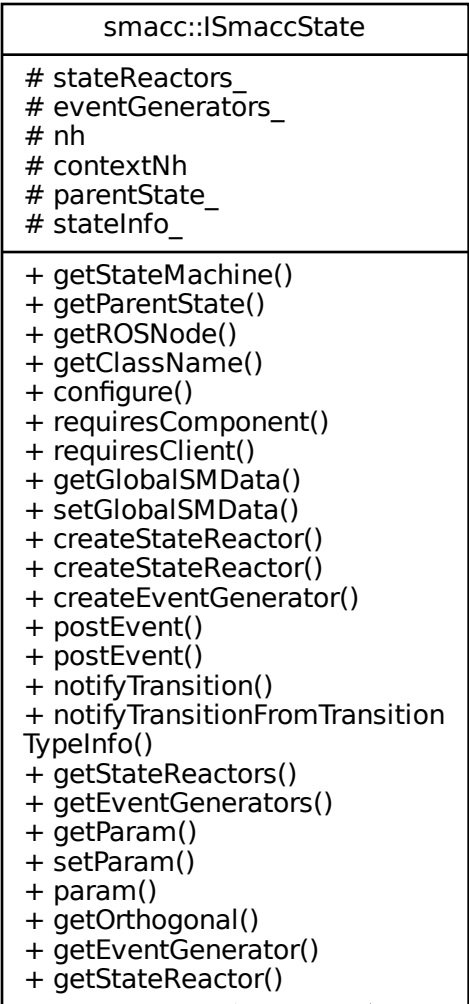 smacc::ISmaccState
# stateReactors_
# eventGenerators_
# nh
# contextNh
# parentState_
# stateInfo_
+ getStateMachine()
+ getParentState()
+ getROSNode()
+ getClassName()
+ configure()
+ requiresComponent()
+ requiresClient()
+ getGlobalSMData()
+ setGlobalSMData()
+ createStateReactor()
+ createStateReactor()
+ createEventGenerator()
+ postEvent()
+ postEvent()
+ notifyTransition()
+ notifyTransitionFromTransition
TypeInfo()
+ getStateReactors()
+ getEventGenerators()
+ getParam()
+ setParam()
+ param()
+ getOrthogonal()
+ getEventGenerator()
+ getStateReactor()